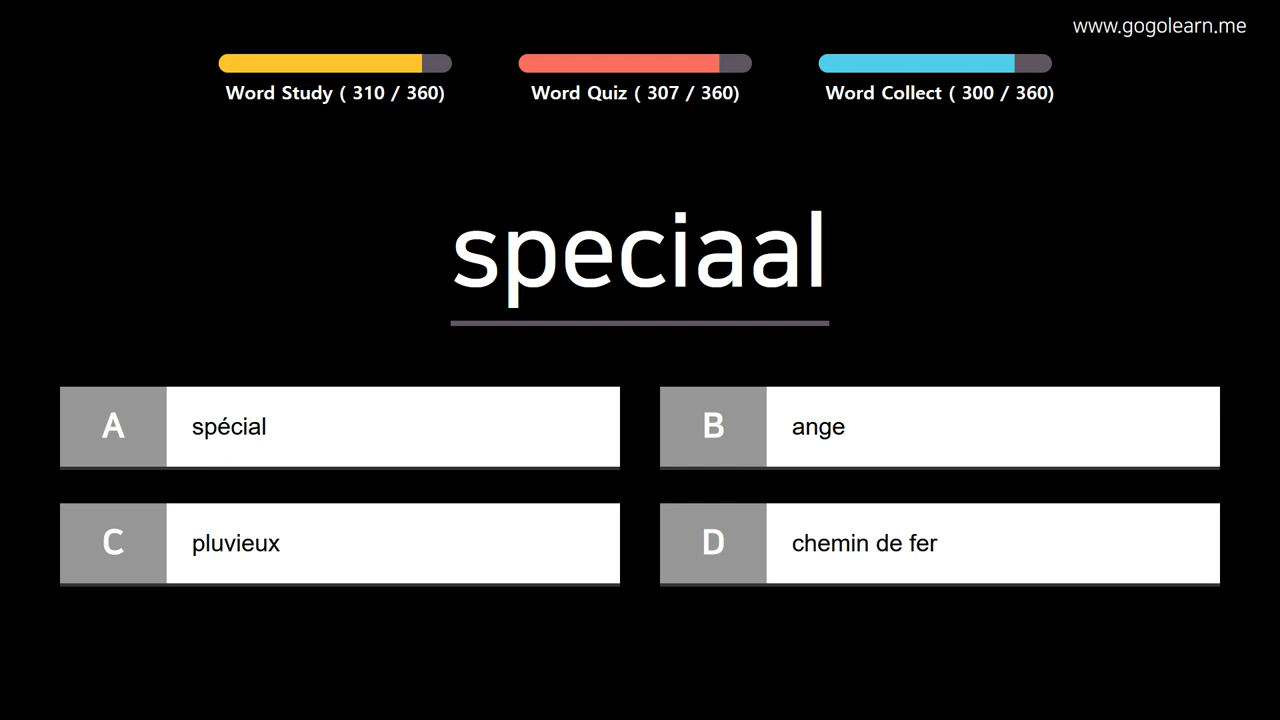 www.gogolearn.me
Word Study ( 310 / 360)
Word Quiz ( 307 / 360)
Word Collect ( 300 / 360)
speciaal
A spécial
B ange
C pluvieux
D chemin de fer